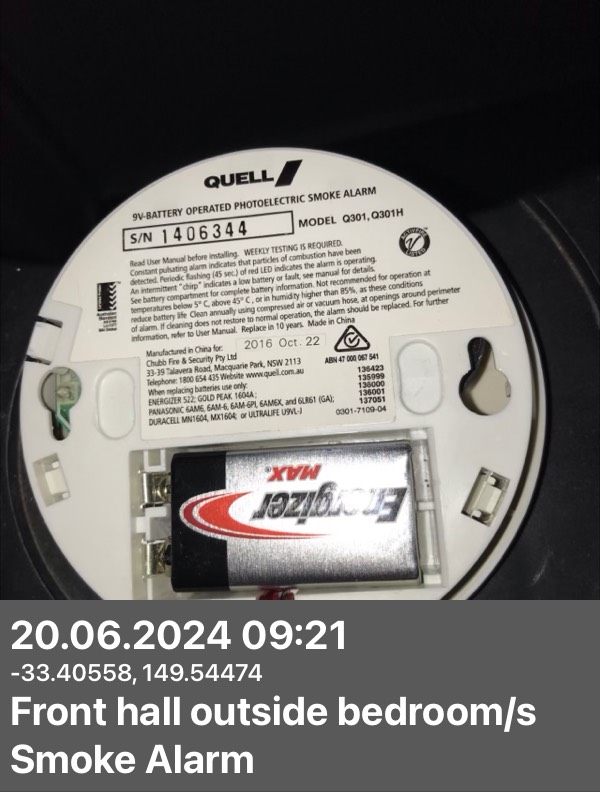 QUELL
9V-BATTERY OPERATED PHOTOELECTRIC SMOKE ALARM
S/N 1406344 MODEL Q301, Q301H
Read User Manual before installing. WEEKLY TESTING IS REQUIRED.
Constant pulsating alarm indicates that particles of combustion have been
detected. Periodic flashing (45 sec.) of red LED indicates the alarm is operating.
An intermittent "chirp" indicates a low battery or fault, see manual for details.
See battery compartment for complete battery information. Not recommended for operation at
temperatures below 5° C, above 45° C, or in humidity higher than 85%, as these conditions
reduce battery life. Clean annually using compressed air or vacuum hose, at openings around perimeter
of alarm. If cleaning does not restore to normal operation, the alarm should be replaced. For further
information, refer to User Manual. Replace in 10 years. Made in China
Manufactured in China for: 2016 Oct. 22
Chubb Fire & Security Pty Ltd
33-39 Talavera Road, Macquarie Park, NSW 2113
Telephone: 1800 654 435 Website www.quell.com.au
When replacing batteries use only:
ENERGIZER 522; GOLD PEAK 1604A;
PANASONIC 6AM6, 6AM-6, 6AM-6PI, 6AM6X, and 6LR61 (GA);
DURACELL MN1604, MX1604; or ULTRALIFE U9VL-J
ABN 47 000 067 541
136423
135999
136000
136001
137051
0301-7109-04
Energizer
MAX®
20.06.2024 09:21
-33.40558, 149.54474
Front hall outside bedroom/s
Smoke Alarm